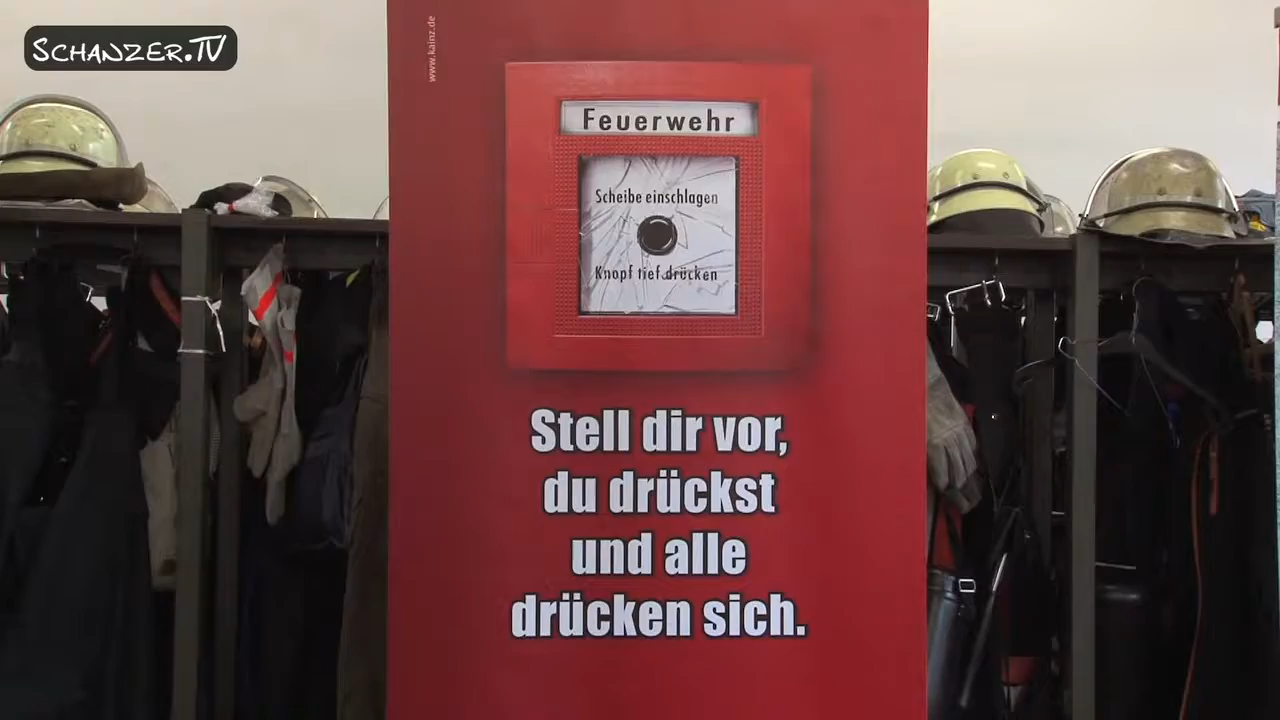 SCHANZER.TV
www.kainz.de
Feuerwehr
Scheibe einschlagen
Knopf tief drücken
Stell dir vor,
du drückst
und alle
drücken sich.